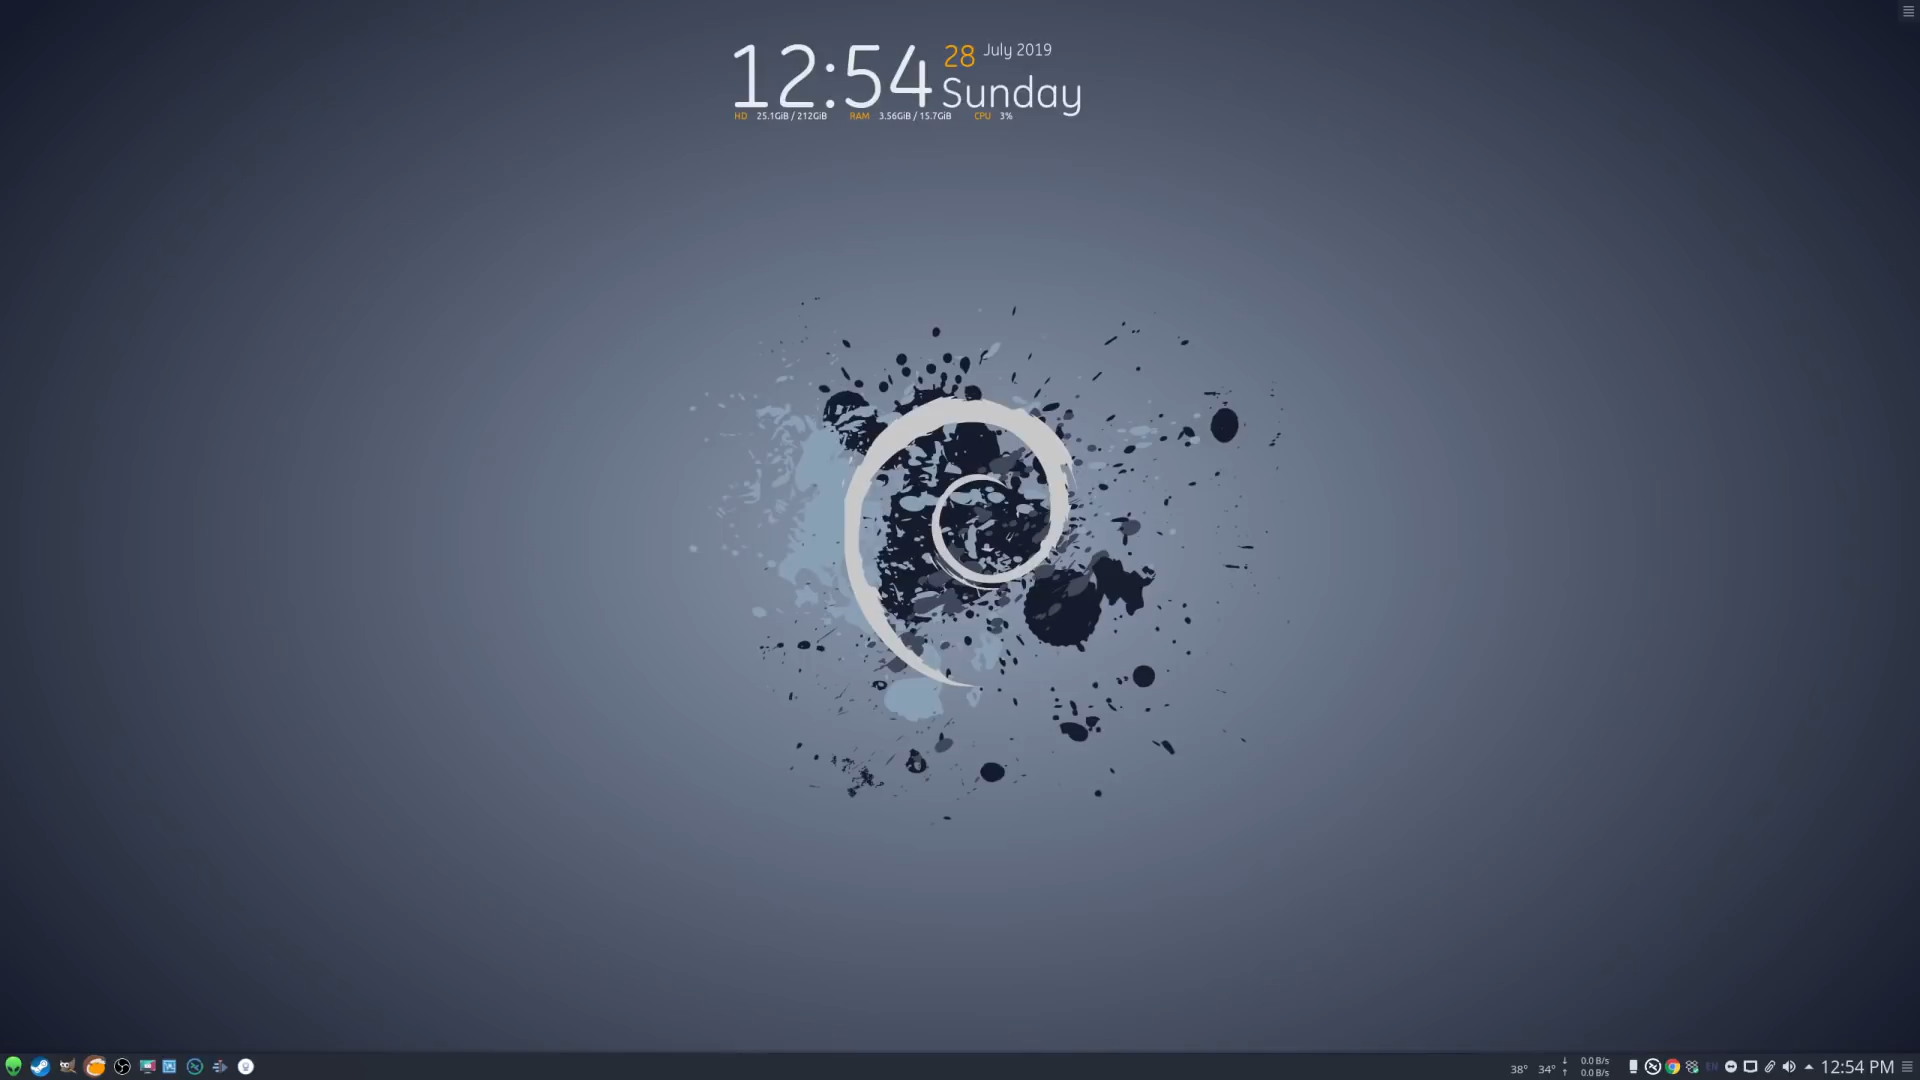 12:54 28 July 2019
Sunday
HD 25.1GiB / 212GiB RAM 3.56GiB / 15.7GiB CPU 3%
38° 34° ↓ 0.0 B/s
↑ 0.0 B/s
EN
12:54 PM